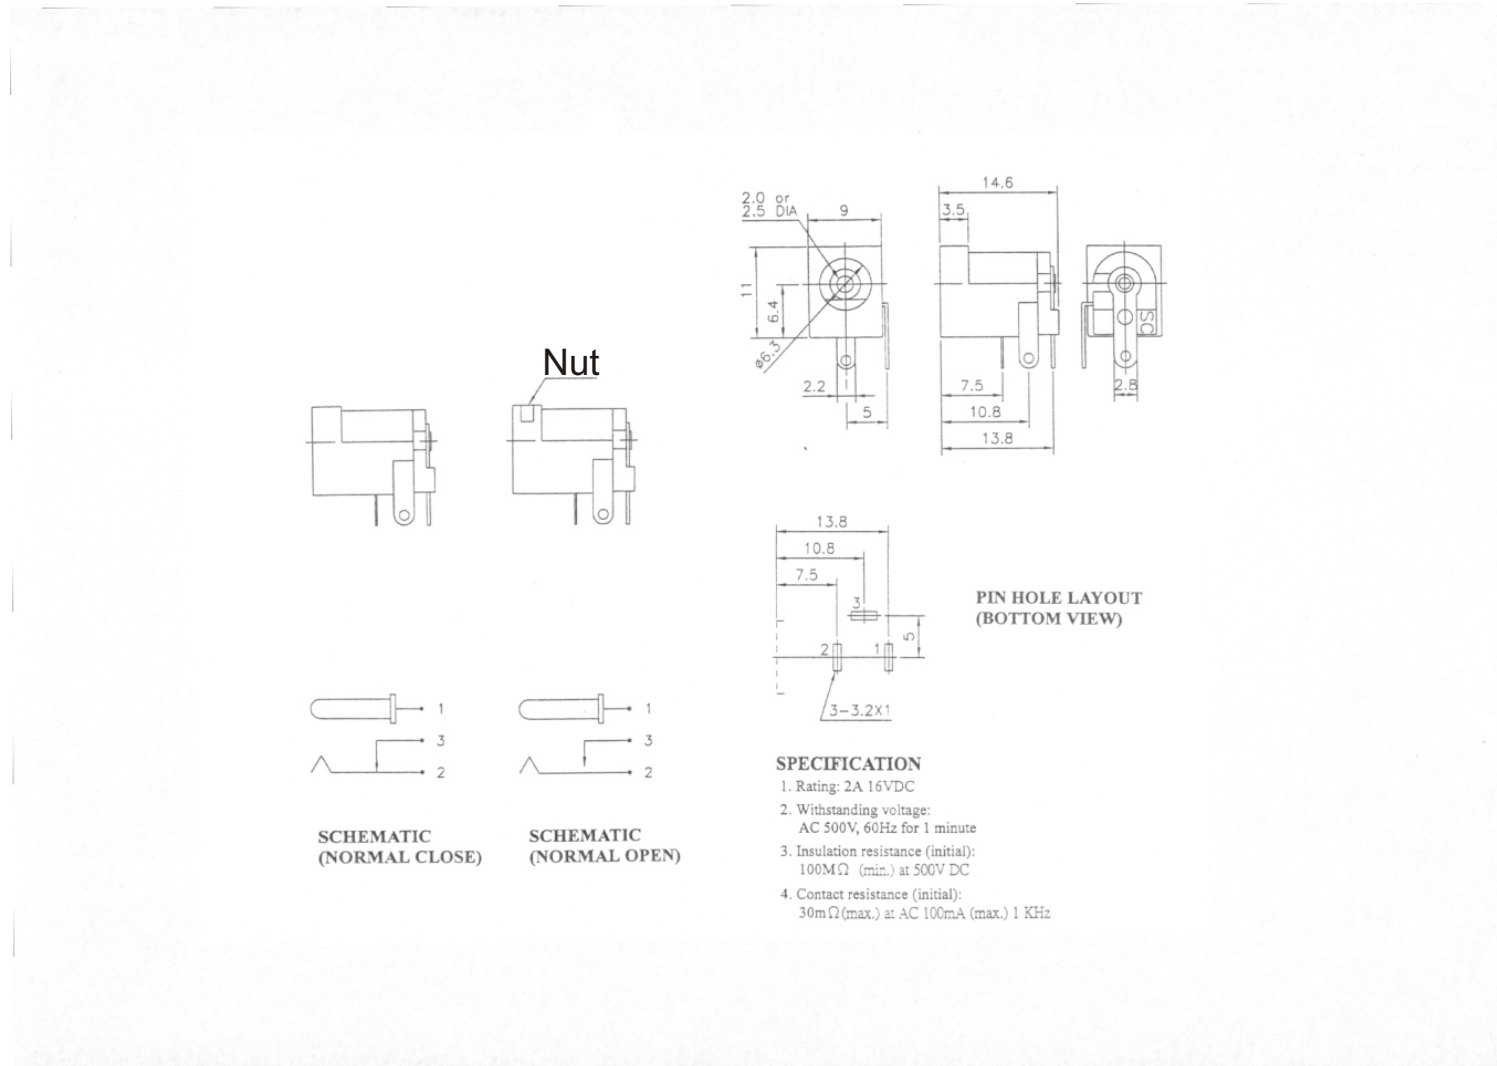 2.0 or
2.5 DIA
9
11
6.4
ø6.3
2.2
5
14.6
3.5
7.5
10.8
13.8
SC
2.8
Nut
13.8
10.8
7.5
3
2
1
5
3-3.2X1
PIN HOLE LAYOUT
(BOTTOM VIEW)
1
3
2
SCHEMATIC
(NORMAL CLOSE)
1
3
2
SCHEMATIC
(NORMAL OPEN)
SPECIFICATION
1. Rating: 2A 16VDC
2. Withstanding voltage:
AC 500V, 60Hz for 1 minute
3. Insulation resistance (initial):
100MΩ (min.) at 500V DC
4. Contact resistance (initial):
30mΩ(max.) at AC 100mA (max.) 1 KHz